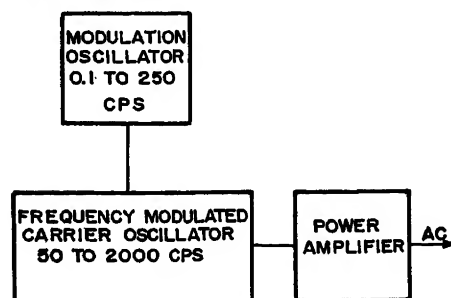 MODULATION
OSCILLATOR
0.1 TO 250
CPS
FREQUENCY MODULATED
CARRIER OSCILLATOR
50 TO 2000 CPS
POWER
AMPLIFIER
AC